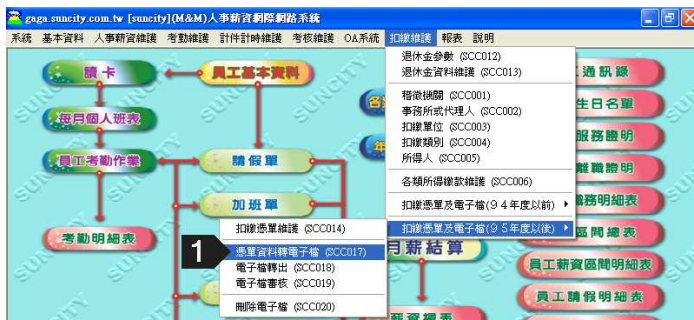 gaga.suncity.com.tw [suncity](M&M)人事薪資網際網路系統
系統 基本資料 人事薪資維護 考勤維護 計件計時維護 考核維護 OA系統 扣繳維護 報表 説明
退休金參數 (SCC012)
退休金資料維護 (SCC013)
稽徵機關 (SCC001)
事務所或代理人 (SCC002)
扣繳單位 (SCC003)
扣繳類別 (SCC004)
所得人 (SCC005)
各類所得繳款維護 (SCC006)
扣繳憑單及電子檔(94年度以前)
扣繳憑單及電子檔(95年度以後)
扣繳憑單維護 (SCC014)
憑單資料轉電子檔 (SCC017)
電子檔轉出 (SCC018)
電子檔審核 (SCC019)
刪除電子檔 (SCC020)
1
讀卡
員工基本資料
每月個人班表
員工考勤作業
請假單
加班單
考勤明細表
月薪結算
薪資總表
工通訊錄
生日名單
服務證明
離職證明
職務明細表
區間總表
員工薪資區間明細表
員工請假明細表